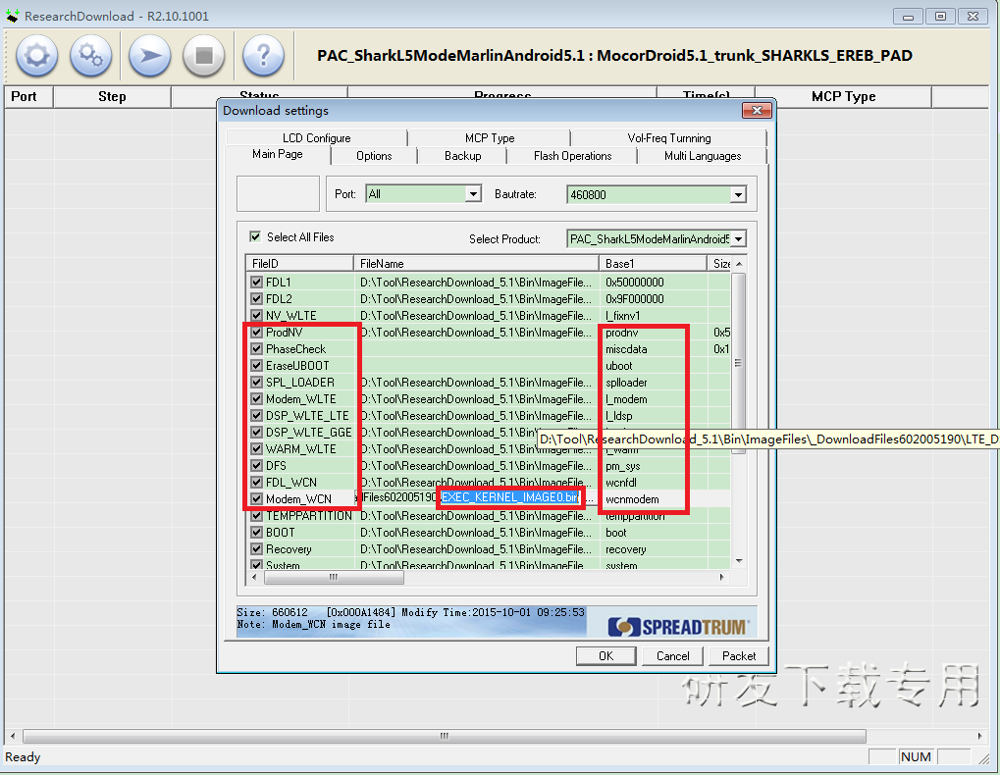 ResearchDownload - R2.10.1001
PAC_SharkL5ModeMarlinAndroid5.1 : MocorDroid5.1_trunk_SHARKLS_EREB_PAD
Port Step Status Progress Time(s) MCP Type
Download settings
LCD Configure MCP Type Vol-Freq Turnning
Main Page Options Backup Flash Operations Multi Languages
Port: All Bautrate: 460800
Select All Files Select Product: PAC_SharkL5ModeMarlinAndroid5
FileID FileName Base1 Size
FDL1 D:\Tool\ResearchDownload_5.1\Bin\ImageFile... 0x50000000
FDL2 D:\Tool\ResearchDownload_5.1\Bin\ImageFile... 0x9F000000
NV_WLTE D:\Tool\ResearchDownload_5.1\Bin\ImageFile... l_fixnv1
ProdNV D:\Tool\ResearchDownload_5.1\Bin\ImageFile... prodnv 0x5
PhaseCheck miscdata 0x1
EraseUBOOT uboot
SPL_LOADER D:\Tool\ResearchDownload_5.1\Bin\ImageFile... splloader
Modem_WLTE D:\Tool\ResearchDownload_5.1\Bin\ImageFile... l_modem
DSP_WLTE_LTE D:\Tool\ResearchDownload_5.1\Bin\ImageFile... l_ldsp
DSP_WLTE_GGE D:\Tool\ResearchDownload_5.1\Bin\ImageFiles\_DownloadFiles602005190\LTE_D
WARM_WLTE D:\Tool\ResearchDownload_5.1\Bin\ImageFile... l_warm
DFS D:\Tool\ResearchDownload_5.1\Bin\ImageFile... pm_sys
FDL_WCN D:\Tool\ResearchDownload_5.1\Bin\ImageFile... wcnfdl
Modem_WCN dFiles602005190\EXEC_KERNEL_IMAGE0.bin ... wcnmodem
TEMPPARTITION D:\Tool\ResearchDownload_5.1\Bin\ImageFile... temppartition
BOOT D:\Tool\ResearchDownload_5.1\Bin\ImageFile... boot
Recovery D:\Tool\ResearchDownload_5.1\Bin\ImageFile... recovery
System D:\Tool\ResearchDownload_5.1\Bin\ImageFile... system
Size: 660612 [0x000A1484] Modify Time:2015-10-01 09:25:53
Note: Modem_WCN image file
SPREADTRUM
OK Cancel Packet
研发下载专用
Ready NUM